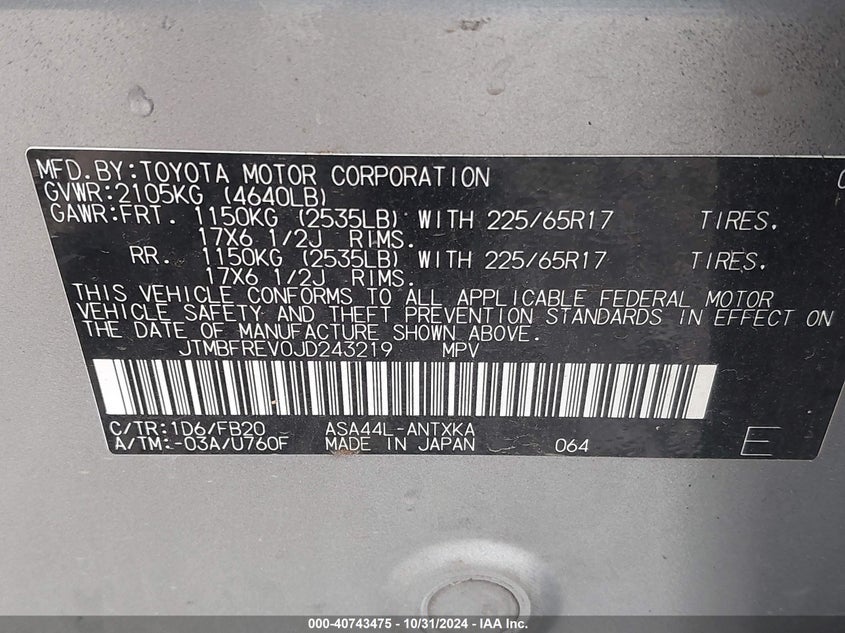 MFD.BY:TOYOTA MOTOR CORPORATION
GVWR:2105KG (4640LB)
GAWR:FRT. 1150KG (2535LB) WITH 225/65R17 TIRES,
17X6 1/2J RIMS.
RR. 1150KG (2535LB) WITH 225/65R17 TIRES,
17X6 1/2J RIMS.
THIS VEHICLE CONFORMS TO ALL APPLICABLE FEDERAL MOTOR
VEHICLE SAFETY AND THEFT PREVENTION STANDARDS IN EFFECT ON
THE DATE OF MANUFACTURE SHOWN ABOVE.
JTMBFREV0JD243219 MPV
C/TR:1D6/FB20 ASA44L-ANTXKA
A/TM:-03A/U760F MADE IN JAPAN 064 E
000-40743475 - 10/31/2024 - IAA Inc.